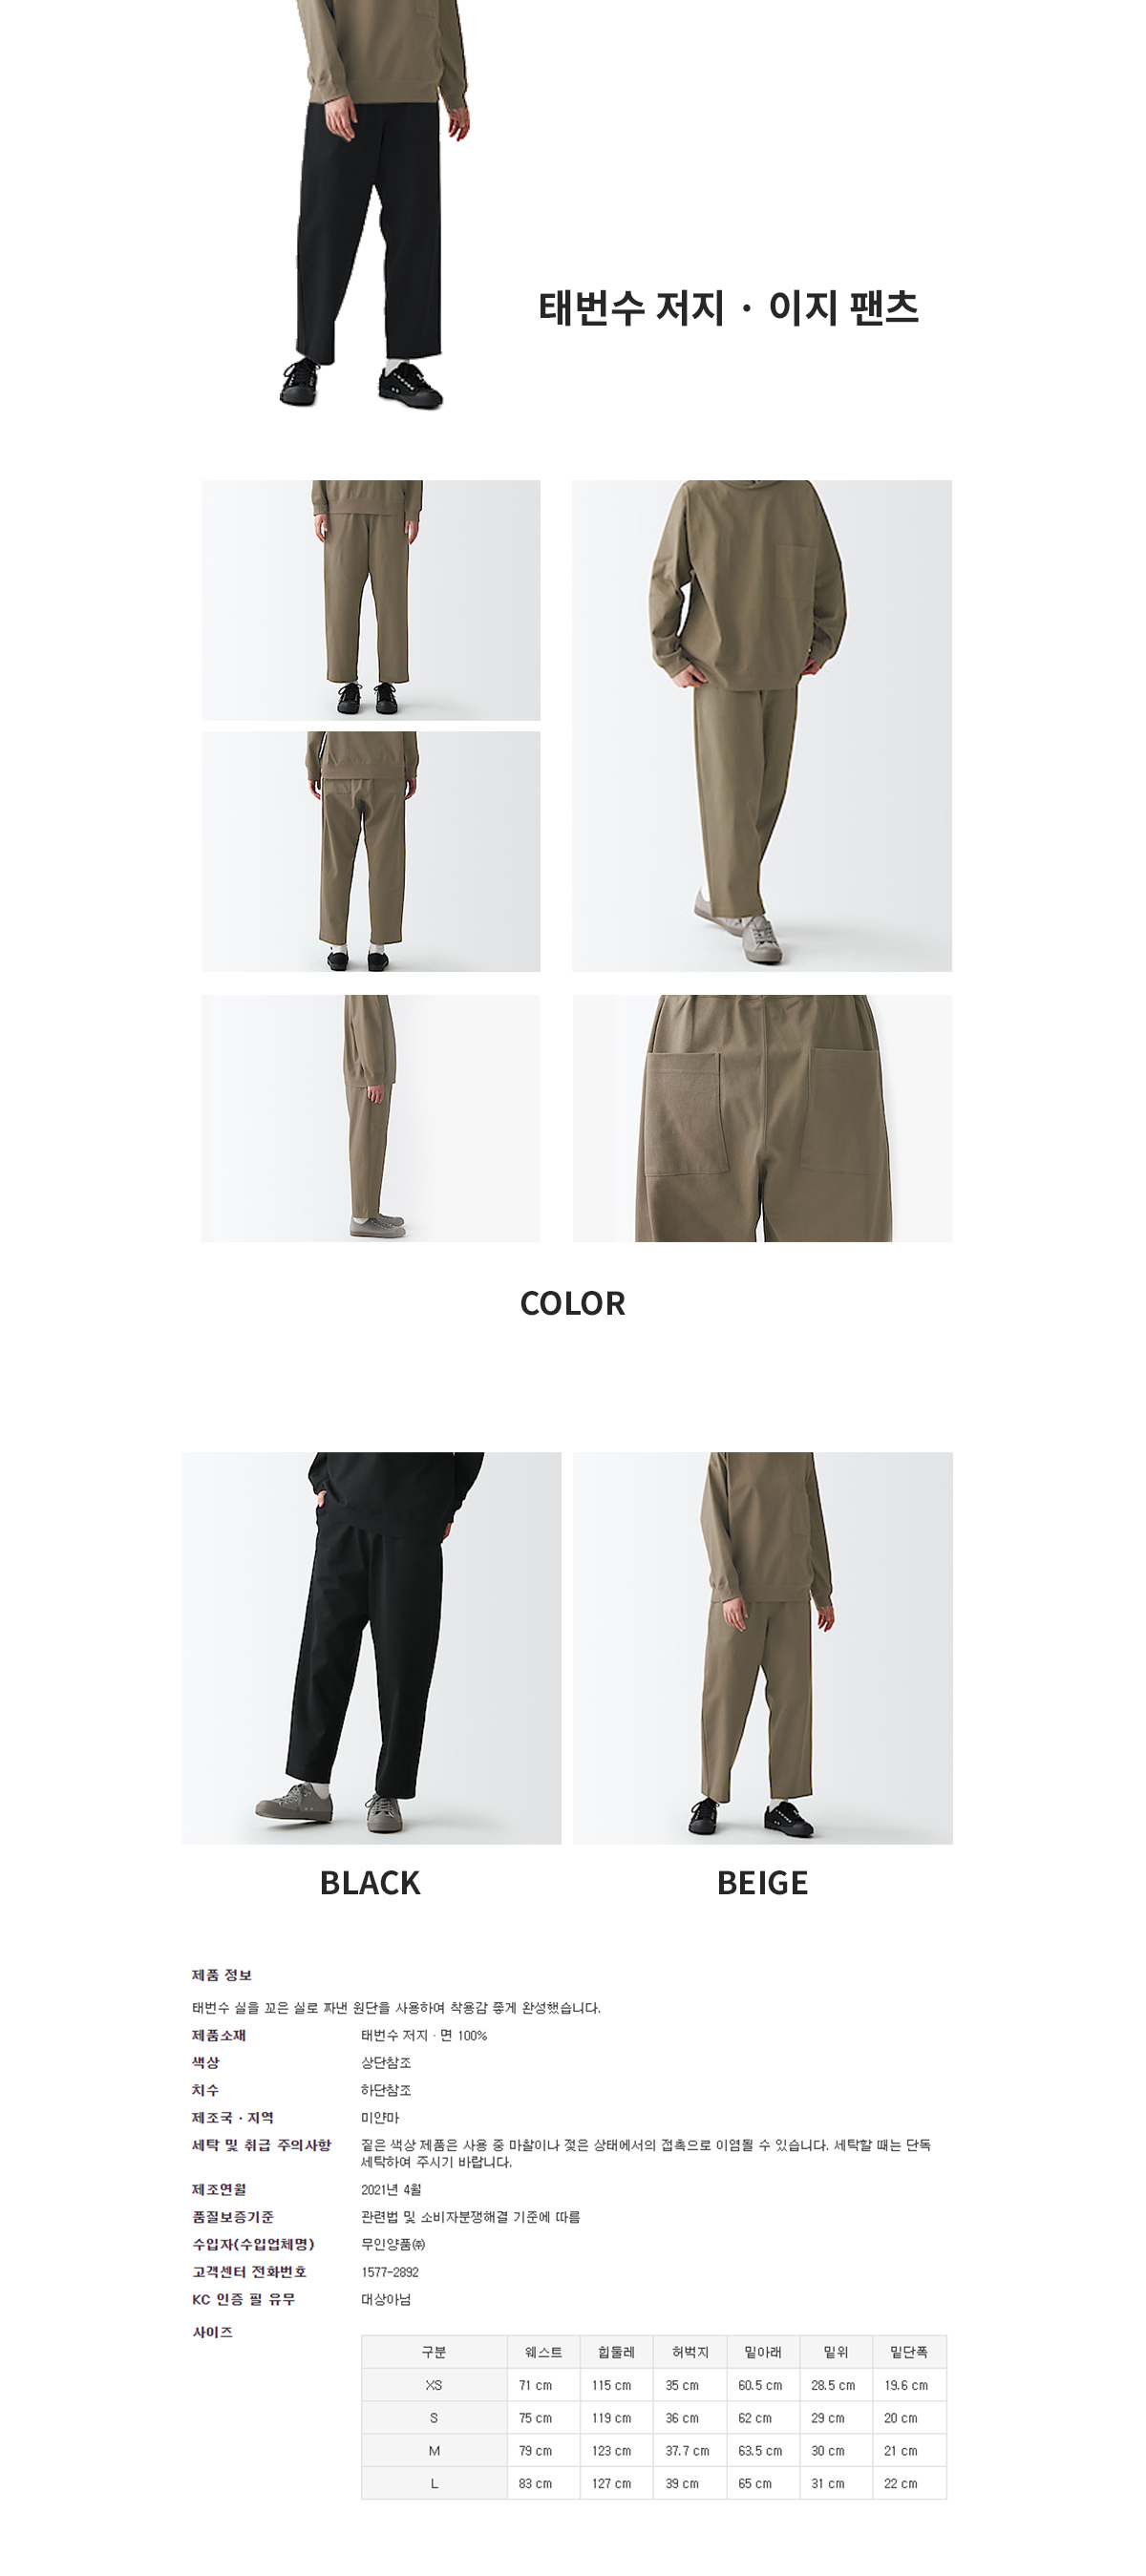 태번수 저지 · 이지 팬츠
COLOR
BLACK
BEIGE
제품 정보
태번수 실을 꼬은 실로 파낸 원단을 사용하여 착용감 좋게 완성했습니다.
제품소재 태번수 저지 · 면 100%
색상 상단참조
치수 하단참조
제조국 · 지역 미얀마
세탁 및 취급 주의사항 짙은 색상 제품은 사용 중 마찰이나 젖은 상태에서의 접촉으로 이염될 수 있습니다. 세탁할 때는 단독
세탁하여 주시기 바랍니다.
제조연월 2021년 4월
품질보증기준 관련법 및 소비자분쟁해결 기준에 따름
수입자(수입업체명) 무인양품㈜
고객센터 전화번호 1577-2892
KC 인증 필 유무 대상아님
사이즈
구분 웨스트 힙둘레 허벅지 밑아래 밑위 밑단폭
XS 71 cm 115 cm 35 cm 60.5 cm 28.5 cm 19.6 cm
S 75 cm 119 cm 36 cm 62 cm 29 cm 20 cm
M 79 cm 123 cm 37.7 cm 63.5 cm 30 cm 21 cm
L 83 cm 127 cm 39 cm 65 cm 31 cm 22 cm